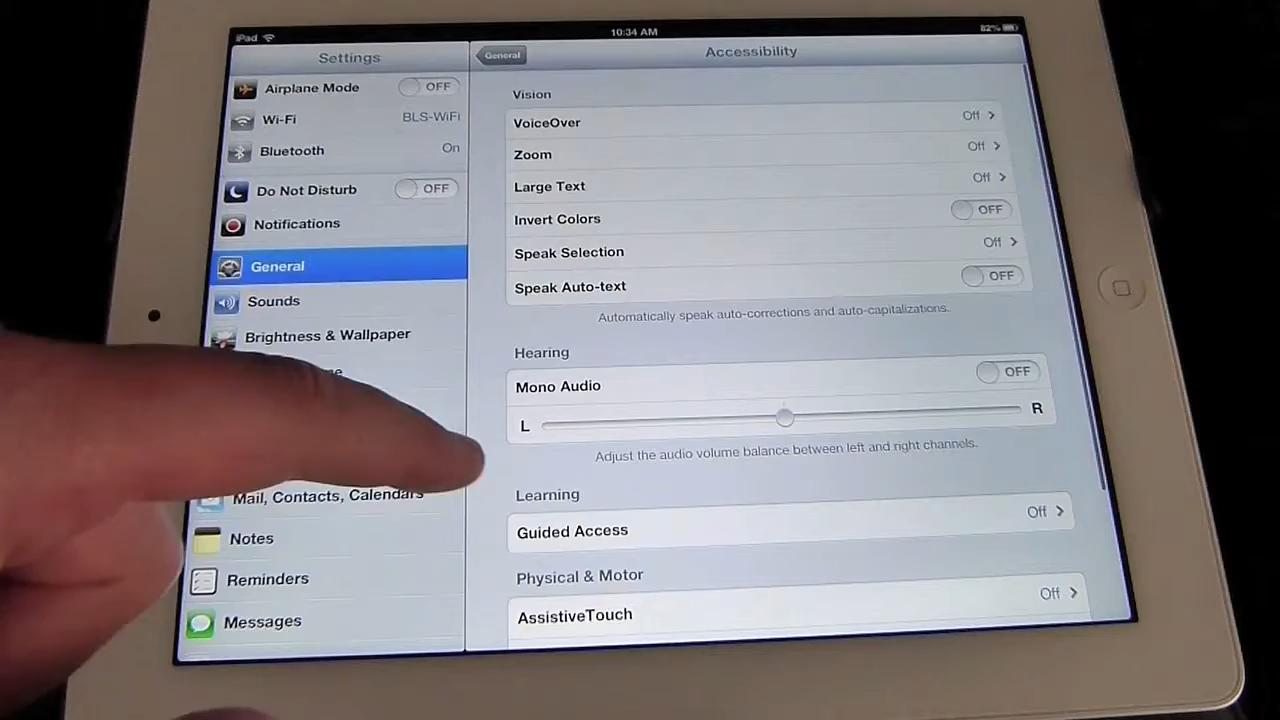 iPad 10:34 AM 82%
Settings
Airplane Mode OFF
Wi-Fi BLS-WiFi
Bluetooth On
Do Not Disturb OFF
Notifications
General
Sounds
Brightness & Wallpaper
Mail, Contacts, Calendars
Notes
Reminders
Messages
General Accessibility
Vision
VoiceOver Off
Zoom Off
Large Text Off
Invert Colors OFF
Speak Selection Off
Speak Auto-text OFF
Automatically speak auto-corrections and auto-capitalizations.
Hearing
Mono Audio OFF
L R
Adjust the audio volume balance between left and right channels.
Learning
Guided Access Off
Physical & Motor
AssistiveTouch Off